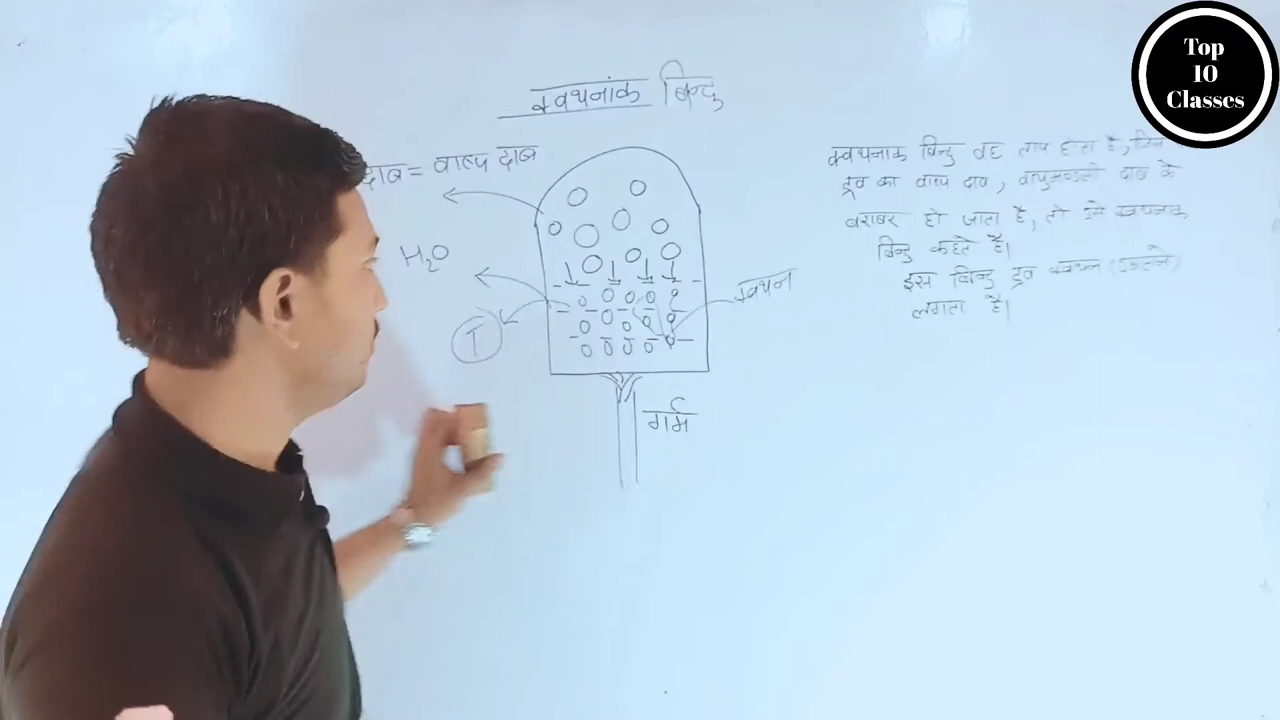 Top
10
Classes
क्वथनांक बिन्दु
दाब = वाष्प दाब
H₂O
T
क्वथन
गर्म
क्वथनांक बिन्दु वह ताप होता है, जिस
द्रव का वाष्प दाब, वायुमण्डली दाब के
बराबर हो जाता है, तो उसे क्वथनांक
बिन्दु कहते है।
इस बिन्दु द्रव क्वथन (उबलने)
लगता है।